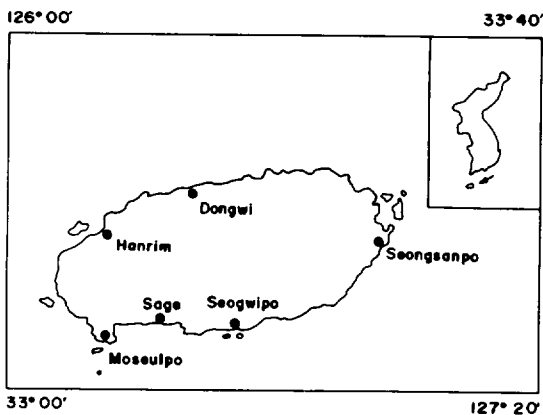 126° 00'
33° 40'
Dongwi
Hanrim
Seongsanpo
Sage
Seogwipo
Moseulpo
33° 00'
127° 20'